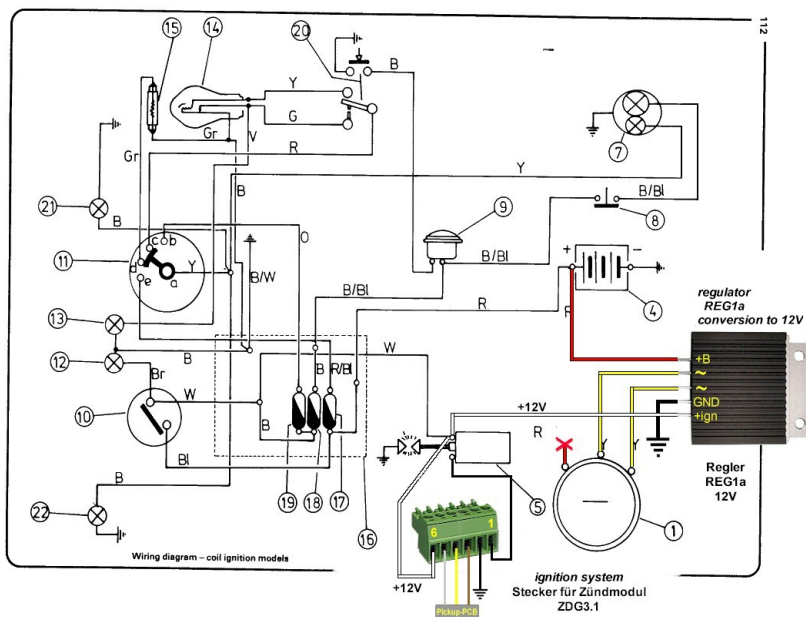 112
15
14
20
B
Y
G
Gr
V
R
Gr
Y
B
7
21
B
O
9
B/Bl
8
c b
11
d
Y
a
e
B/W
B/Bl
B/Bl
+ −
4
R
R
regulator
REG1a
conversion to 12V
13
12
B
W
B R/Bl
Br
W
10
B
+B
~
~
GND
+ign
+12V
R
Y
Y
Bl
19
18
17
16
5
1
Regler
REG1a
12V
B
22
6 1
+12V
Pickup-PCB
ignition system
Stecker für Zündmodul
ZDG3.1
Wiring diagram – coil ignition models